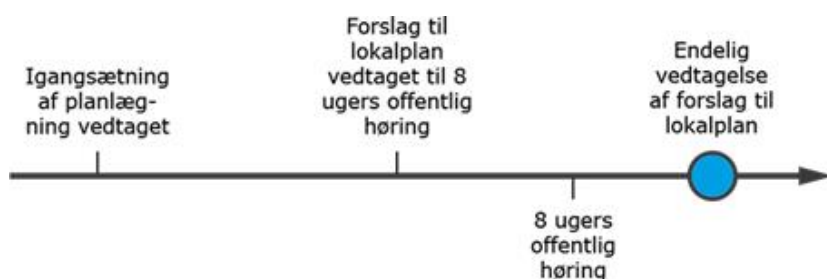 Igangsætning
af planlæg-
ning vedtaget
Forslag til
lokalplan
vedtaget til 8
ugers offentlig
høring
8 ugers
offentlig
høring
Endelig
vedtagelse
af forslag til
lokalplan